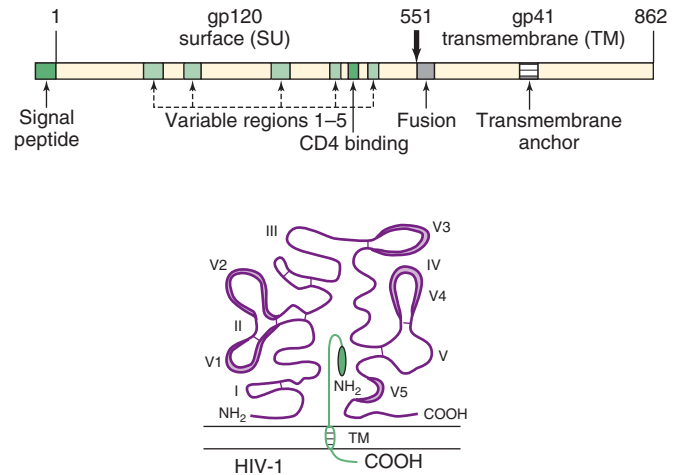 1 gp120 551 gp41 862
surface (SU) transmembrane (TM)
Signal peptide
Variable regions 1–5
CD4 binding
Fusion
Transmembrane anchor
III
V3
V2
IV
V4
II
V1
V
I
NH2
V5
NH2
COOH
TM
HIV-1
COOH